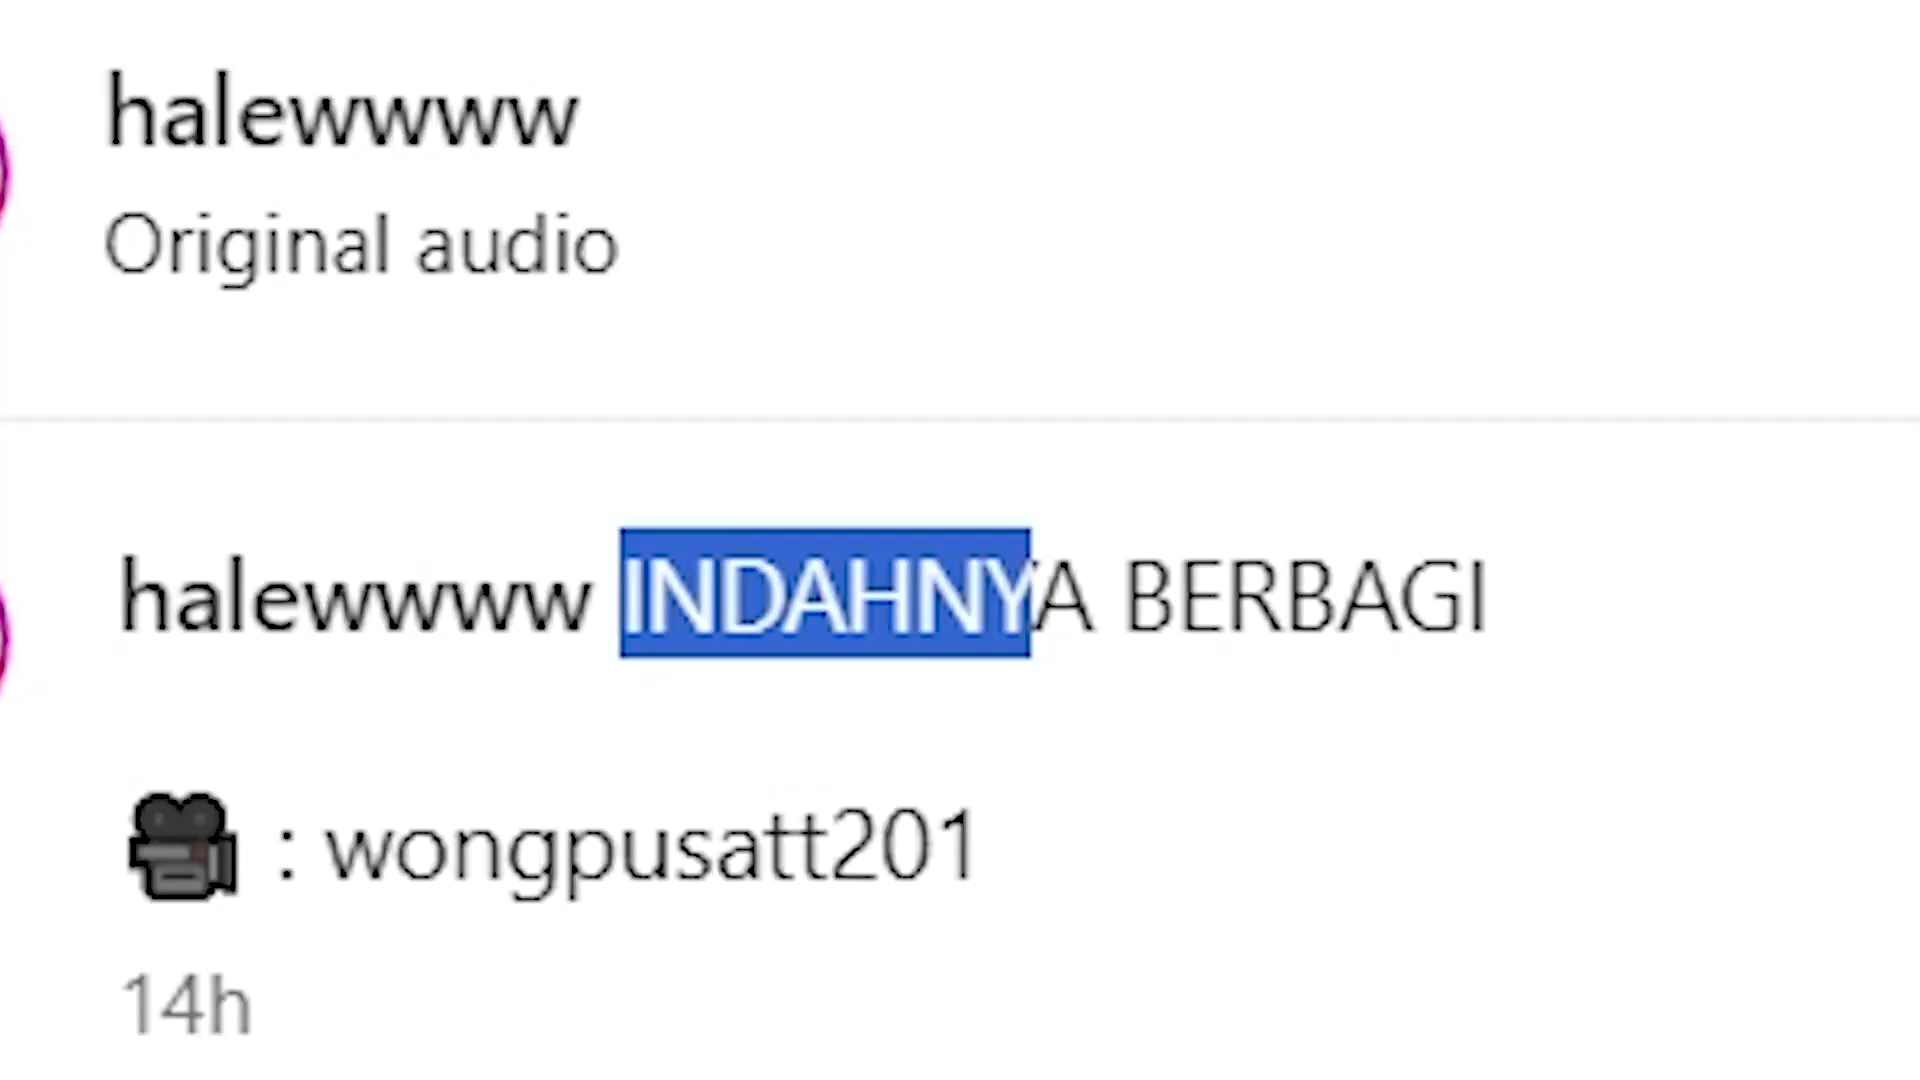 halewwww
Original audio
halewwww INDAHNYA BERBAGI
🎥 : wongpusatt201
14h